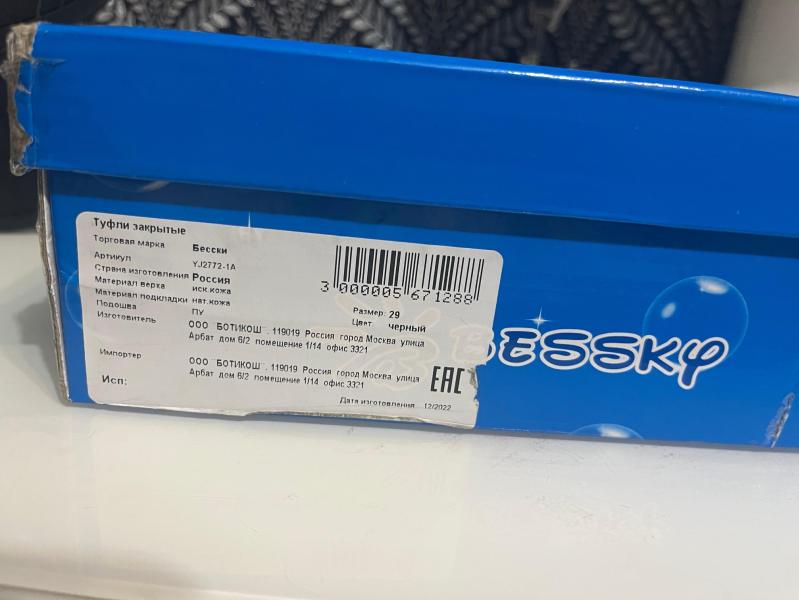 Туфли закрытые
Торговая марка Бесски
Артикул YJ2772-1A
Страна изготовления Россия
Материал верха иск.кожа
Материал подкладки нат.кожа
Подошва ПУ
Изготовитель ООО "БОТИКОШ", 119019 Россия город Москва улица
Арбат дом 6/2 помещение 1/14 офис 3321
Импортер ООО "БОТИКОШ", 119019 Россия город Москва улица
Арбат дом 6/2 помещение 1/14 офис 3321
Исп:
3 000005 671288
Размер: 29
Цвет: черный
EAC
Дата изготовления 12/2022
BESSKY